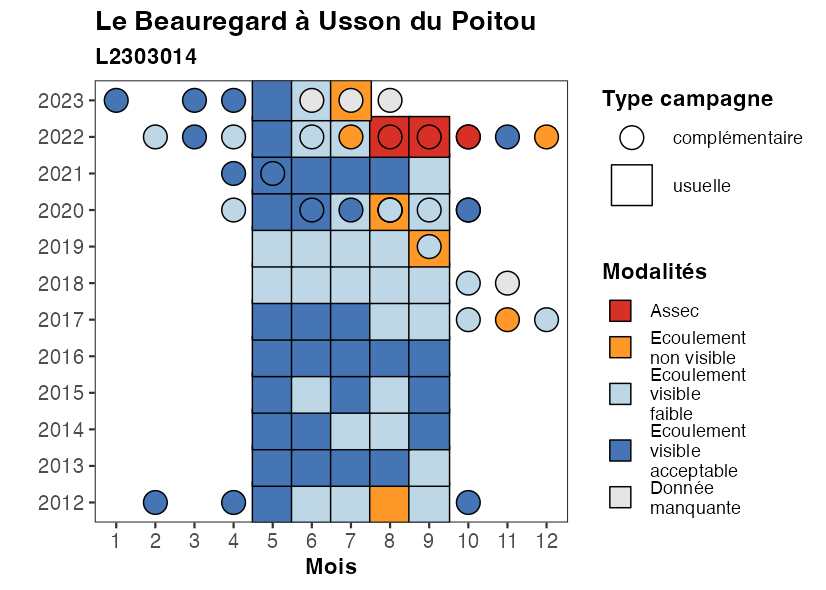 Le Beauregard à Usson du Poitou
L2303014
2023
2022
2021
2020
2019
2018
2017
2016
2015
2014
2013
2012
1 2 3 4 5 6 7 8 9 10 11 12
Mois
Type campagne
complémentaire
usuelle
Modalités
Assec
Ecoulement
non visible
Ecoulement
visible
faible
Ecoulement
visible
acceptable
Donnée
manquante